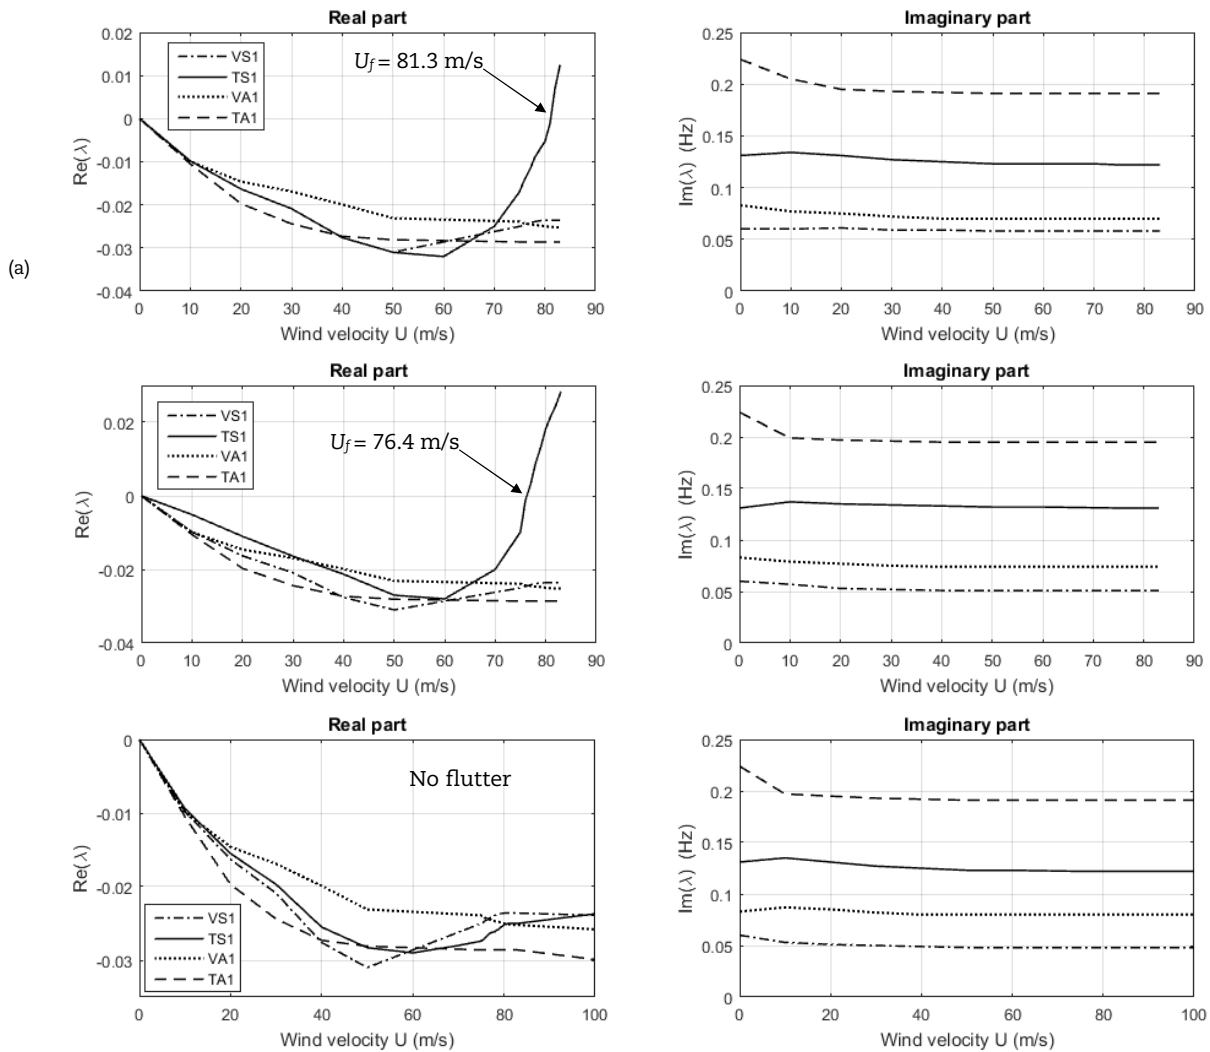 Real part
0.02
0.01
0
-0.01
-0.02
-0.03
-0.04
Re(λ)
VS1
TS1
VA1
TA1
U_f = 81.3 m/s
0 10 20 30 40 50 60 70 80 90
Wind velocity U (m/s)
Imaginary part
0.25
0.2
0.15
0.1
0.05
0
Im(λ) (Hz)
0 10 20 30 40 50 60 70 80 90
Wind velocity U (m/s)
(a)
Real part
0.02
0
-0.02
-0.04
Re(λ)
VS1
TS1
VA1
TA1
U_f = 76.4 m/s
0 10 20 30 40 50 60 70 80 90
Wind velocity U (m/s)
Imaginary part
0.25
0.2
0.15
0.1
0.05
0
Im(λ) (Hz)
0 10 20 30 40 50 60 70 80 90
Wind velocity U (m/s)
Real part
0
-0.01
-0.02
-0.03
Re(λ)
No flutter
VS1
TS1
VA1
TA1
0 20 40 60 80 100
Wind velocity U (m/s)
Imaginary part
0.25
0.2
0.15
0.1
0.05
0
Im(λ) (Hz)
0 20 40 60 80 100
Wind velocity U (m/s)